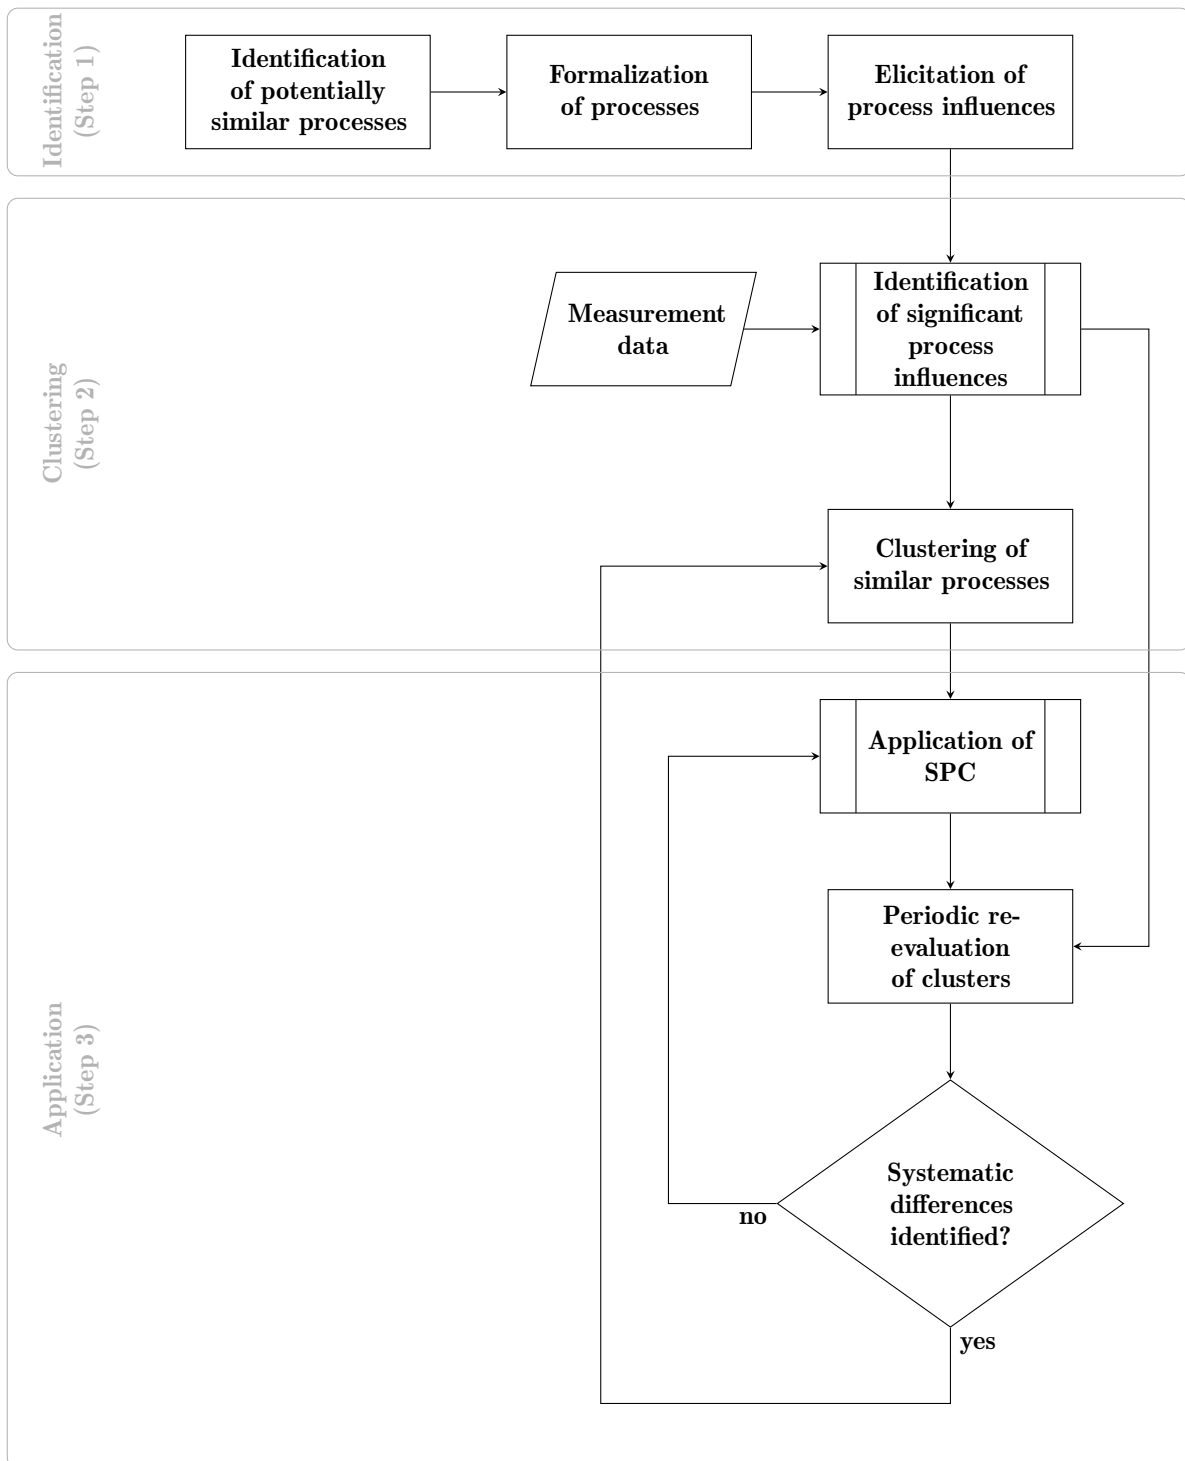 Identification
(Step 1)
Identification
of potentially
similar processes
Formalization
of processes
Elicitation of
process influences
Clustering
(Step 2)
Measurement
data
Identification
of significant
process
influences
Clustering of
similar processes
Application
(Step 3)
Application of
SPC
Periodic re-
evaluation
of clusters
Systematic
differences
identified?
no
yes